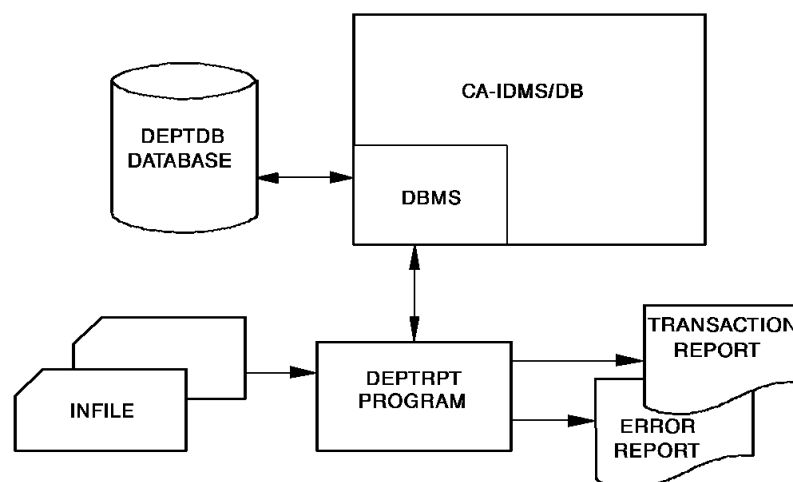 CA-IDMS/DB
DEPTDB
DATABASE
DBMS
TRANSACTION
REPORT
DEPTRPT
PROGRAM
INFILE
ERROR
REPORT